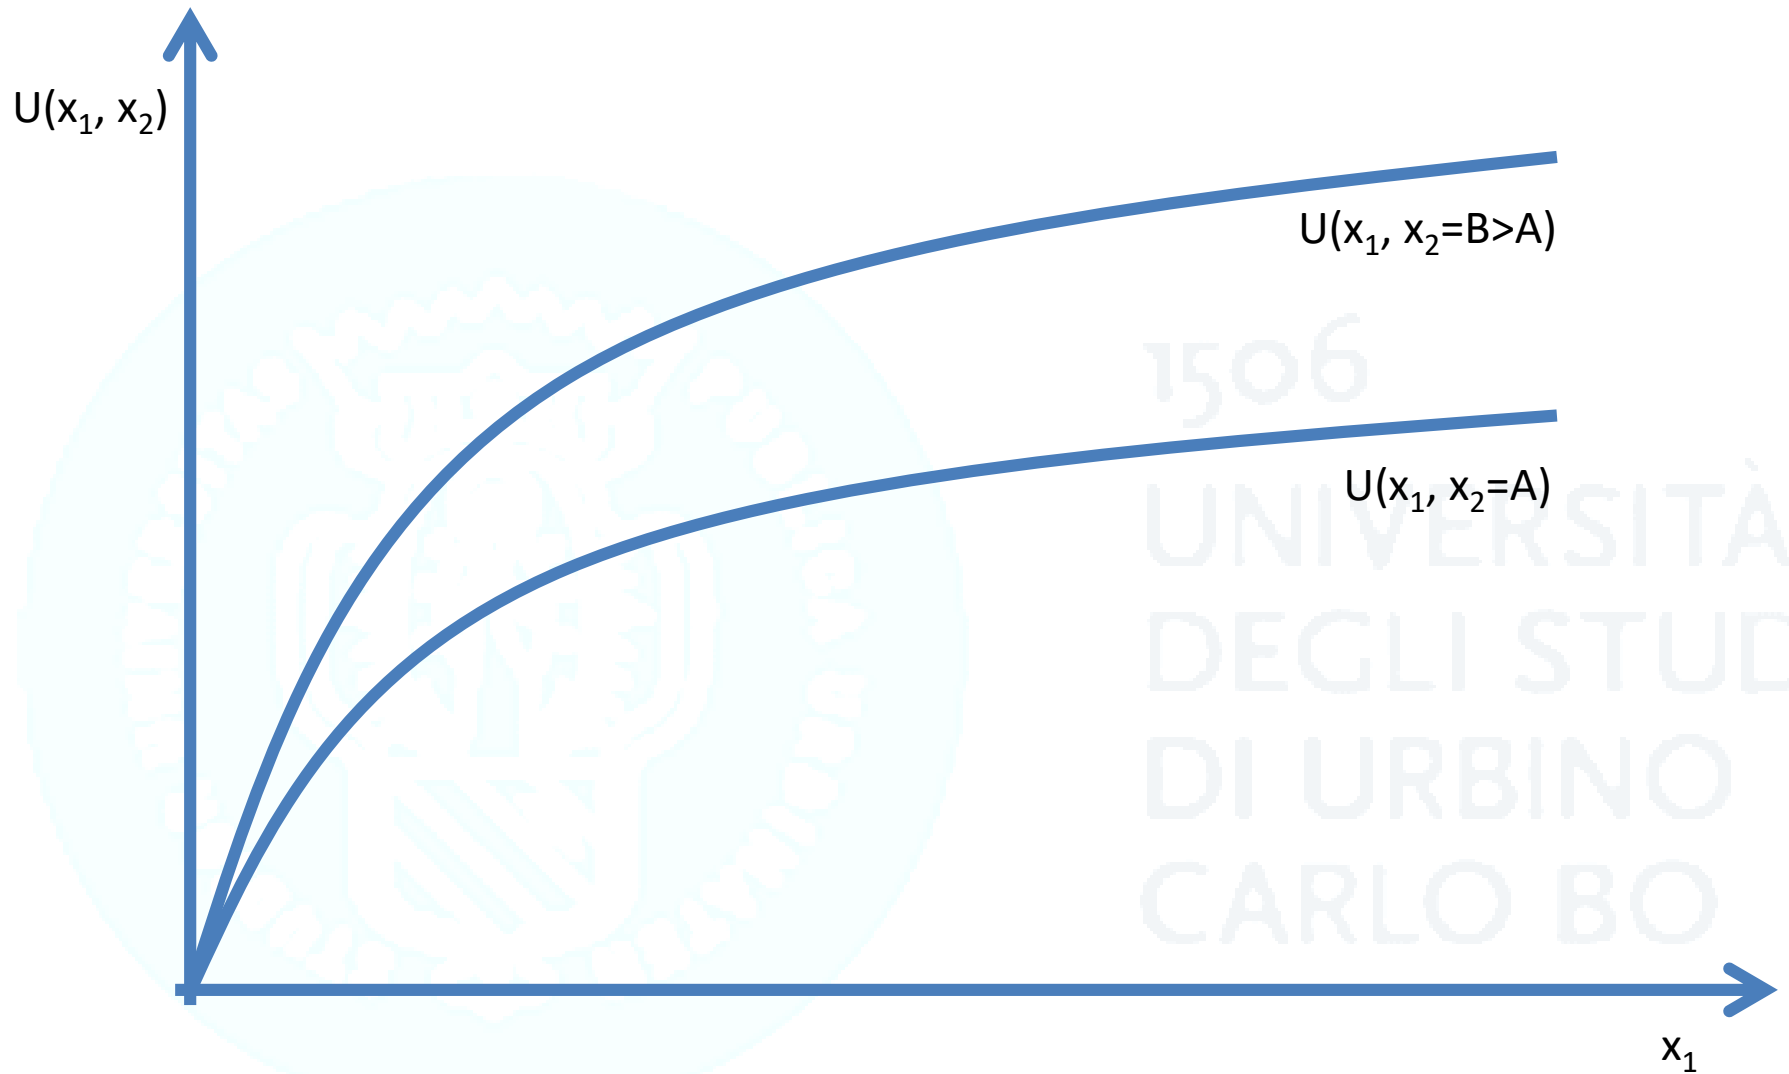 U(x₁, x₂)
U(x₁, x₂=B>A)
1506
U(x₁, x₂=A)
UNIVERSITÀ
DEGLI STUD
DI URBINO
CARLO BO
x₁